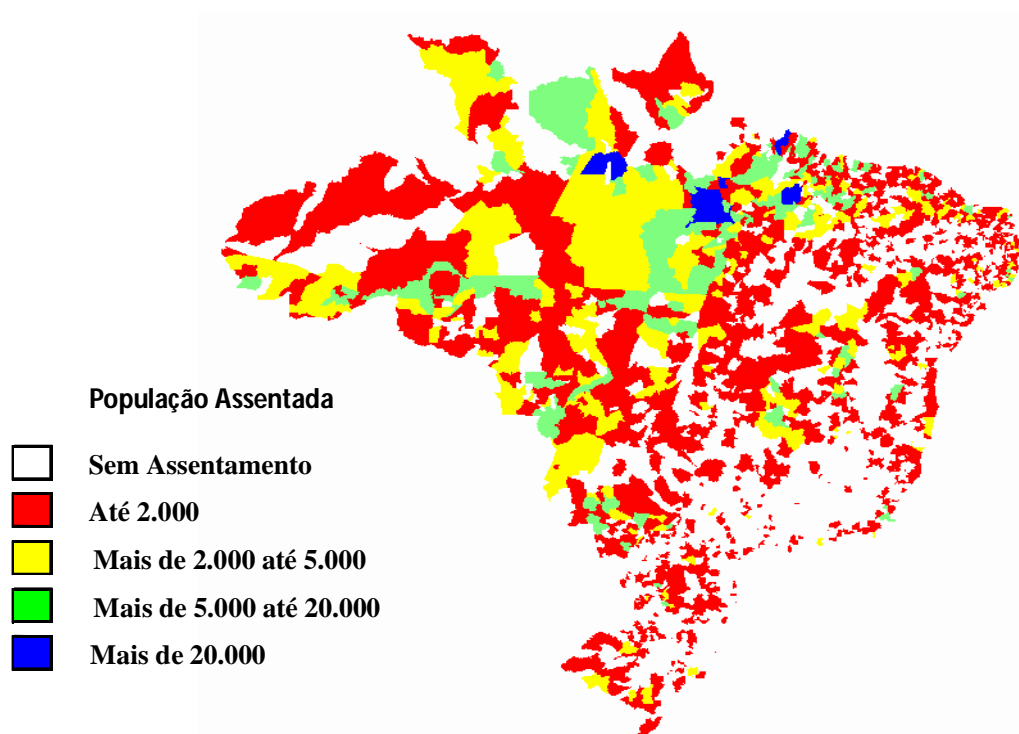 População Assentada
Sem Assentamento
Até 2.000
Mais de 2.000 até 5.000
Mais de 5.000 até 20.000
Mais de 20.000